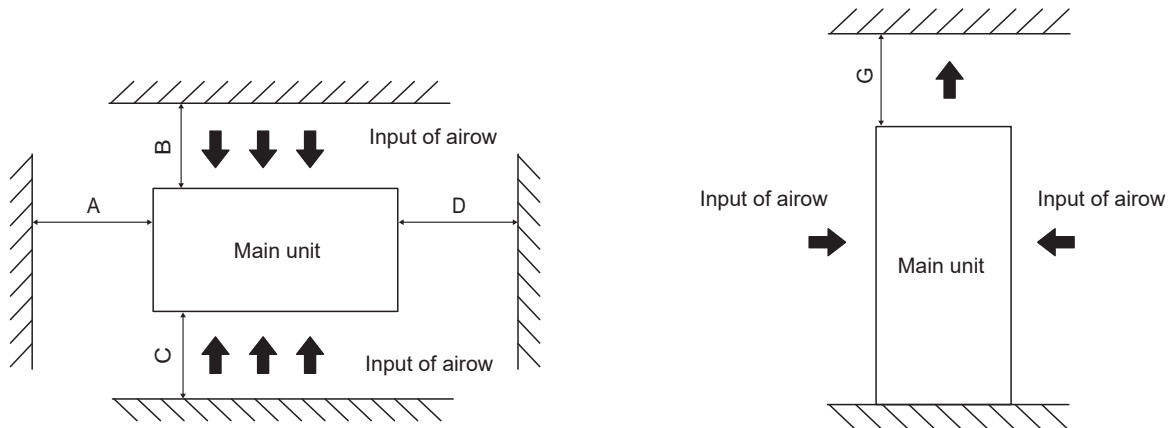 B
Input of airow
A
D
Main unit
C
Input of airow
G
Input of airow
Input of airow
Main unit